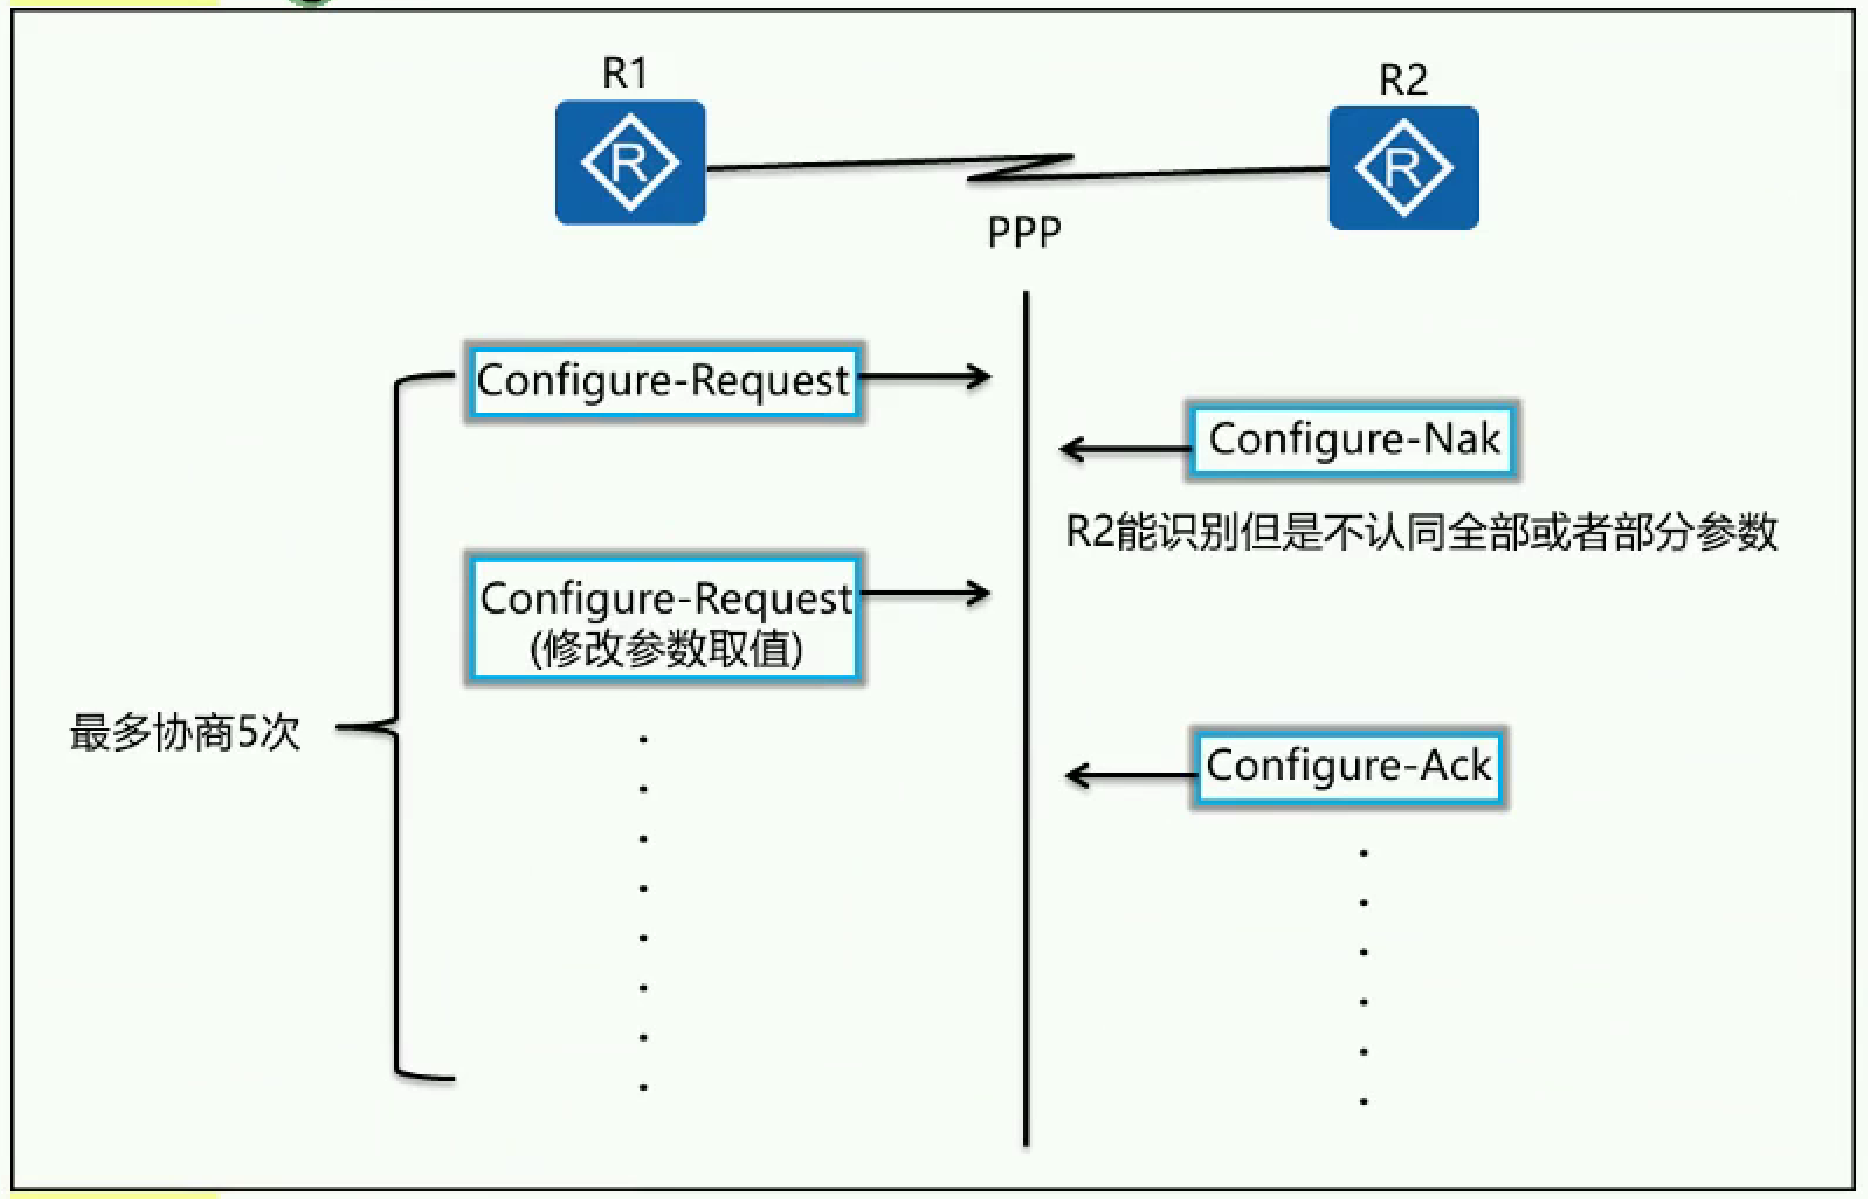 R1
R2
R
R
PPP
Configure-Request
Configure-Nak
R2能识别但是不认同全部或者部分参数
Configure-Request
(修改参数取值)
最多协商5次
Configure-Ack